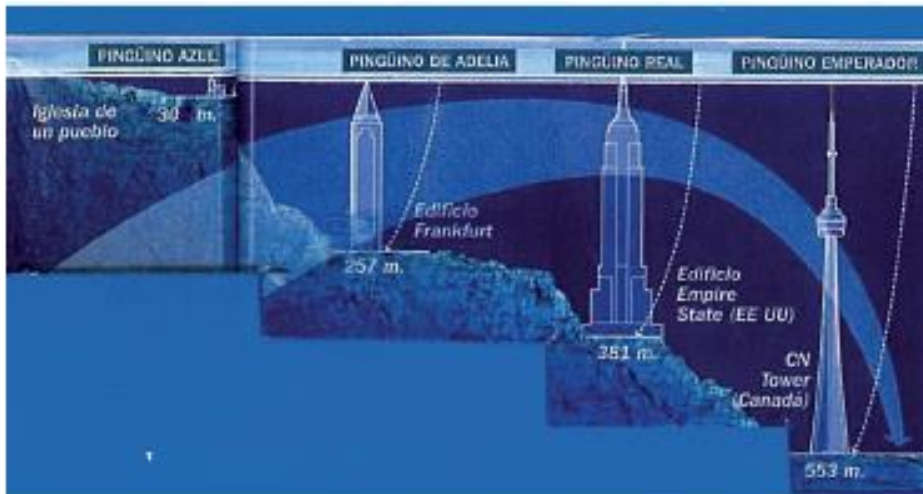 PINGÜINO AZUL
PINGÜINO DE ADELIA
PINGÜINO REAL
PINGÜINO EMPERADOR
Iglesia de
un pueblo
30 m.
Edificio
Frankfurt
257 m.
Edificio
Empire
State (EE UU)
381 m.
CN
Tower
(Canadá)
553 m.